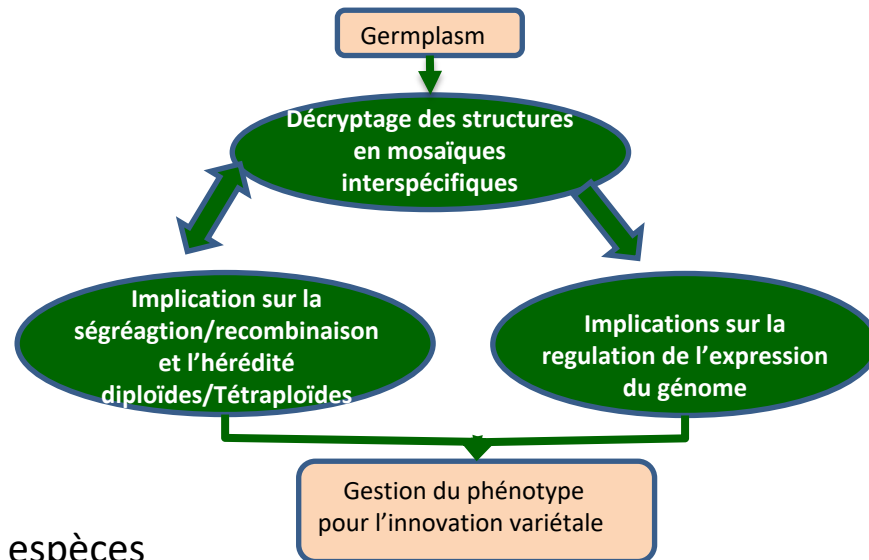 Germplasm
Décryptage des structures
en mosaïques
interspécifiques
Implication sur la
ségréagtion/recombinaison
et l'hérédité
diploïdes/Tétraploïdes
Implications sur la
regulation de l'expression
du génome
Gestion du phénotype
pour l'innovation variétale
espèces